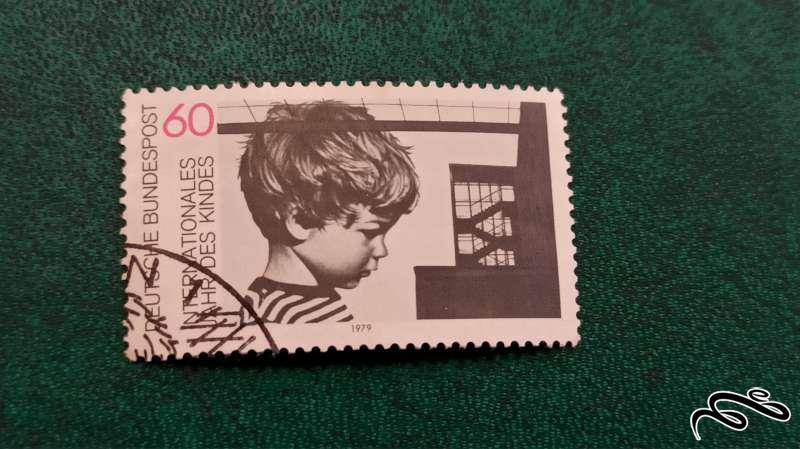 DEUTSCHE BUNDESPOST
60
INTERNATIONALES
JAHR DES KINDES
1979